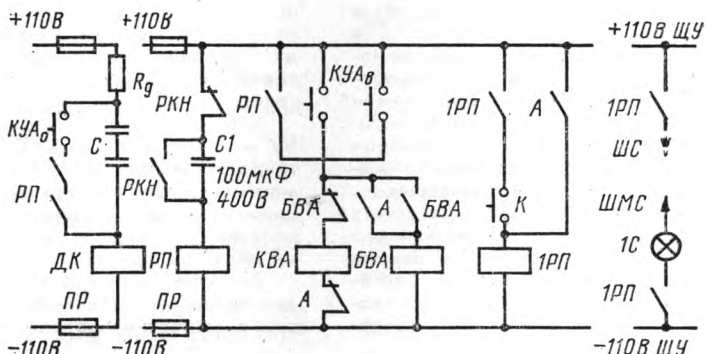 +110В
+110В
+110В ЩУ
Rд
КУАо
С
РП
ДК
ПР
-110В
РКН
С1
100мкФ
400В
РКН
РП
ПР
-110В
РП
КУАв
БВА
А
БВА
КВА
БВА
А
1РП
А
К
1РП
1РП
ШС
ШМС
1С
1РП
-110В ЩУ